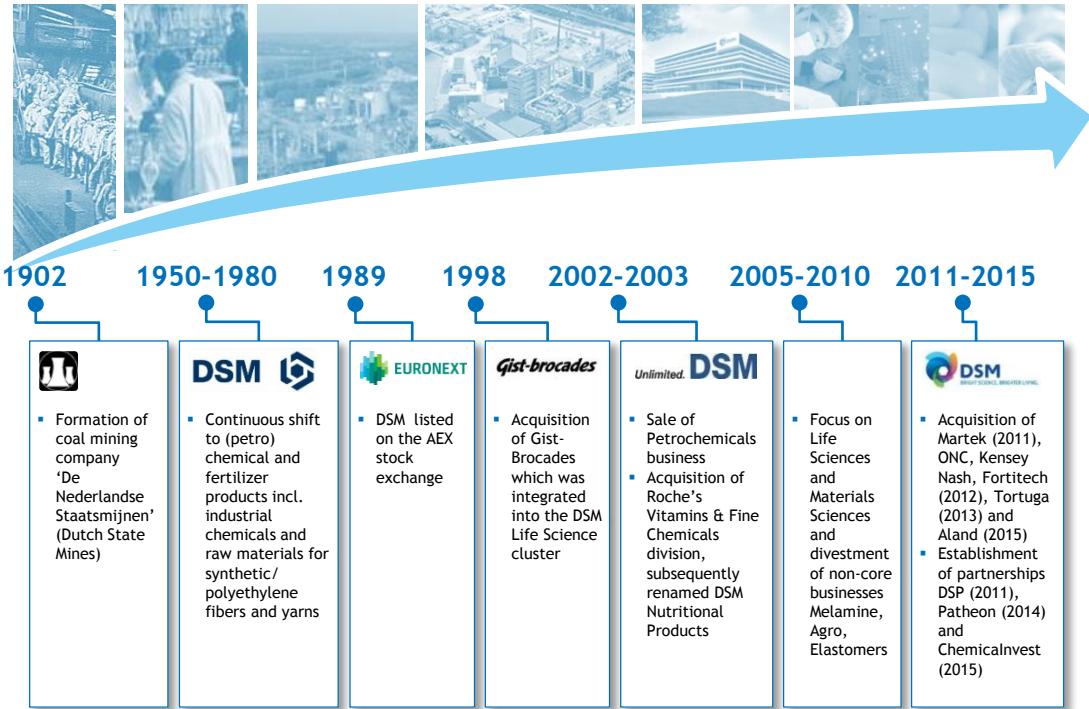 1902
1950-1980
1989
1998
2002-2003
2005-2010
2011-2015
▪ Formation of
coal mining
company
‘De
Nederlandse
Staatsmijnen’
(Dutch State
Mines)
DSM
▪ Continuous shift
to (petro)
chemical and
fertilizer
products incl.
industrial
chemicals and
raw materials for
synthetic/
polyethylene
fibers and yarns
EURONEXT
▪ DSM listed
on the AEX
stock
exchange
Gist-brocades
▪ Acquisition
of Gist-
Brocades
which was
integrated
into the DSM
Life Science
cluster
Unlimited. DSM
▪ Sale of
Petrochemicals
business
▪ Acquisition of
Roche’s
Vitamins & Fine
Chemicals
division,
subsequently
renamed DSM
Nutritional
Products
▪ Focus on
Life
Sciences
and
Materials
Sciences
and
divestment
of non-core
businesses
Melamine,
Agro,
Elastomers
DSM
BRIGHT SCIENCE. BRIGHTER LIVING.
▪ Acquisition of
Martek (2011),
ONC, Kensey
Nash, Fortitech
(2012), Tortuga
(2013) and
Aland (2015)
▪ Establishment
of partnerships
DSP (2011),
Patheon (2014)
and
ChemicaInvest
(2015)